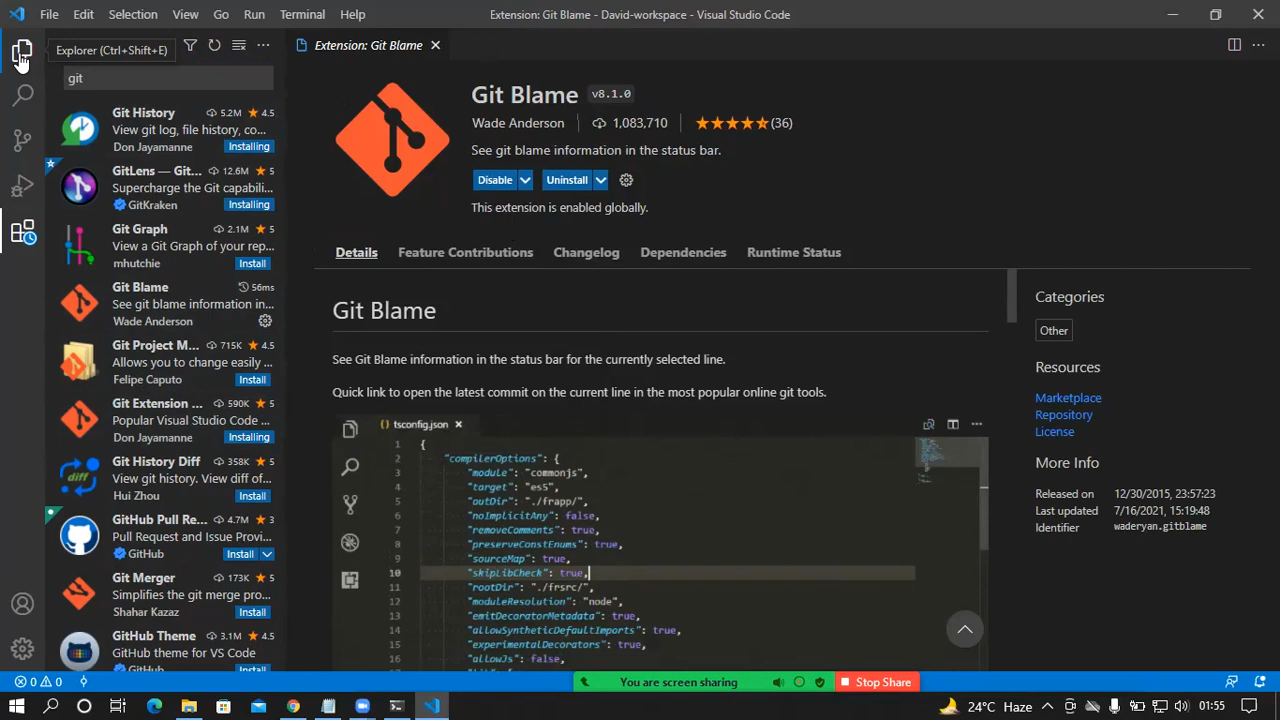 File Edit Selection View Go Run Terminal Help
Extension: Git Blame - David-workspace - Visual Studio Code
Explorer (Ctrl+Shift+E)
git
Git History 5.2M 4.5
View git log, file history, co...
Don Jayamanne Installing
GitLens — Git... 12.6M 5
Supercharge the Git capabili...
GitKraken Installing
Git Graph 2.1M 5
View a Git Graph of your rep...
mhutchie Install
Git Blame 56ms
See git blame information in...
Wade Anderson
Git Project M... 715K 4.5
Allows you to change easily ...
Felipe Caputo Install
Git Extension ... 590K 5
Popular Visual Studio Code ...
Don Jayamanne Installing
Git History Diff 358K 5
View git history. View diff of...
Hui Zhou Install
GitHub Pull Re... 4.7M 3
Pull Request and Issue Provi...
GitHub Install
Git Merger 173K 5
Simplifies the git merge pro...
Shahar Kazaz Install
GitHub Theme 3.1M 4.5
GitHub theme for VS Code
GitHub Install
Extension: Git Blame
Git Blame v8.1.0
Wade Anderson 1,083,710 (36)
See git blame information in the status bar.
Disable Uninstall
This extension is enabled globally.
Details Feature Contributions Changelog Dependencies Runtime Status
Git Blame
See Git Blame information in the status bar for the currently selected line.
Quick link to open the latest commit on the current line in the most popular online git tools.
tsconfig.json
1 {
2 "compilerOptions": {
3 "module": "commonjs",
4 "target": "es5",
5 "outDir": "./frapp/",
6 "noImplicitAny": false,
7 "removeComments": true,
8 "preserveConstEnums": true,
9 "sourceMap": true,
10 "skipLibCheck": true,
11 "rootDir": "./frsrc/",
12 "moduleResolution": "node",
13 "emitDecoratorMetadata": true,
14 "allowSyntheticDefaultImports": true,
15 "experimentalDecorators": true,
16 "allowJs": false,
Categories
Other
Resources
Marketplace
Repository
License
More Info
Released on 12/30/2015, 23:57:23
Last updated 7/16/2021, 15:19:48
Identifier waderyan.gitblame
0 0
You are screen sharing Stop Share
24°C Haze 01:55